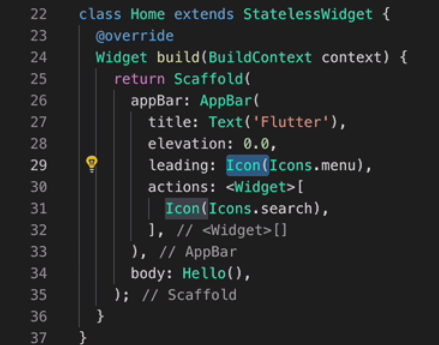 22 class Home extends StatelessWidget {
23   @override
24   Widget build(BuildContext context) {
25     return Scaffold(
26       appBar: AppBar(
27         title: Text('Flutter'),
28         elevation: 0.0,
29         leading: Icon(Icons.menu),
30         actions: <Widget>[
31           Icon(Icons.search),
32         ], // <Widget>[]
33       ), // AppBar
34       body: Hello(),
35     ); // Scaffold
36   }
37 }